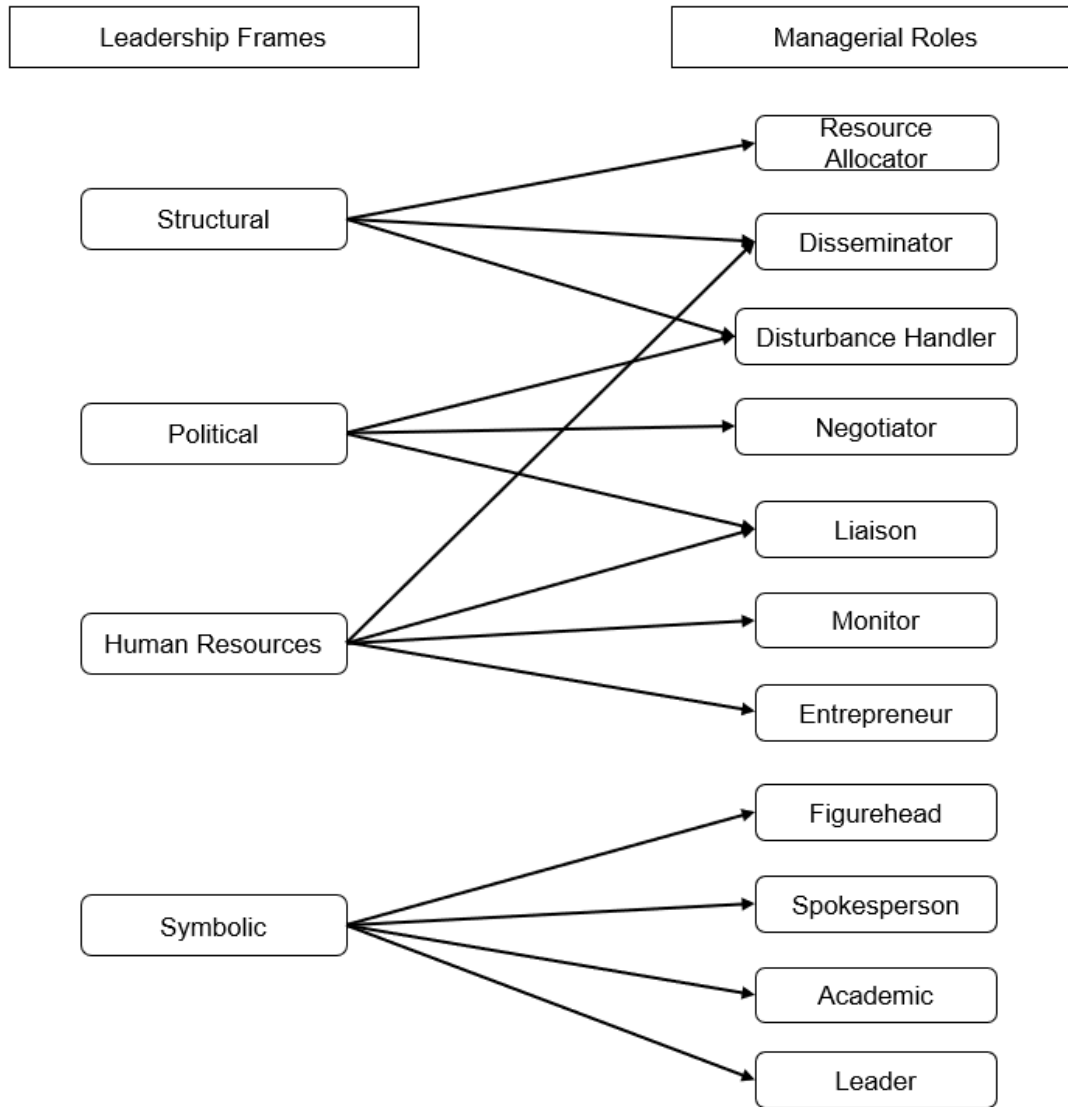 Leadership Frames
Managerial Roles
Structural
Political
Human Resources
Symbolic
Resource
Allocator
Disseminator
Disturbance Handler
Negotiator
Liaison
Monitor
Entrepreneur
Figurehead
Spokesperson
Academic
Leader